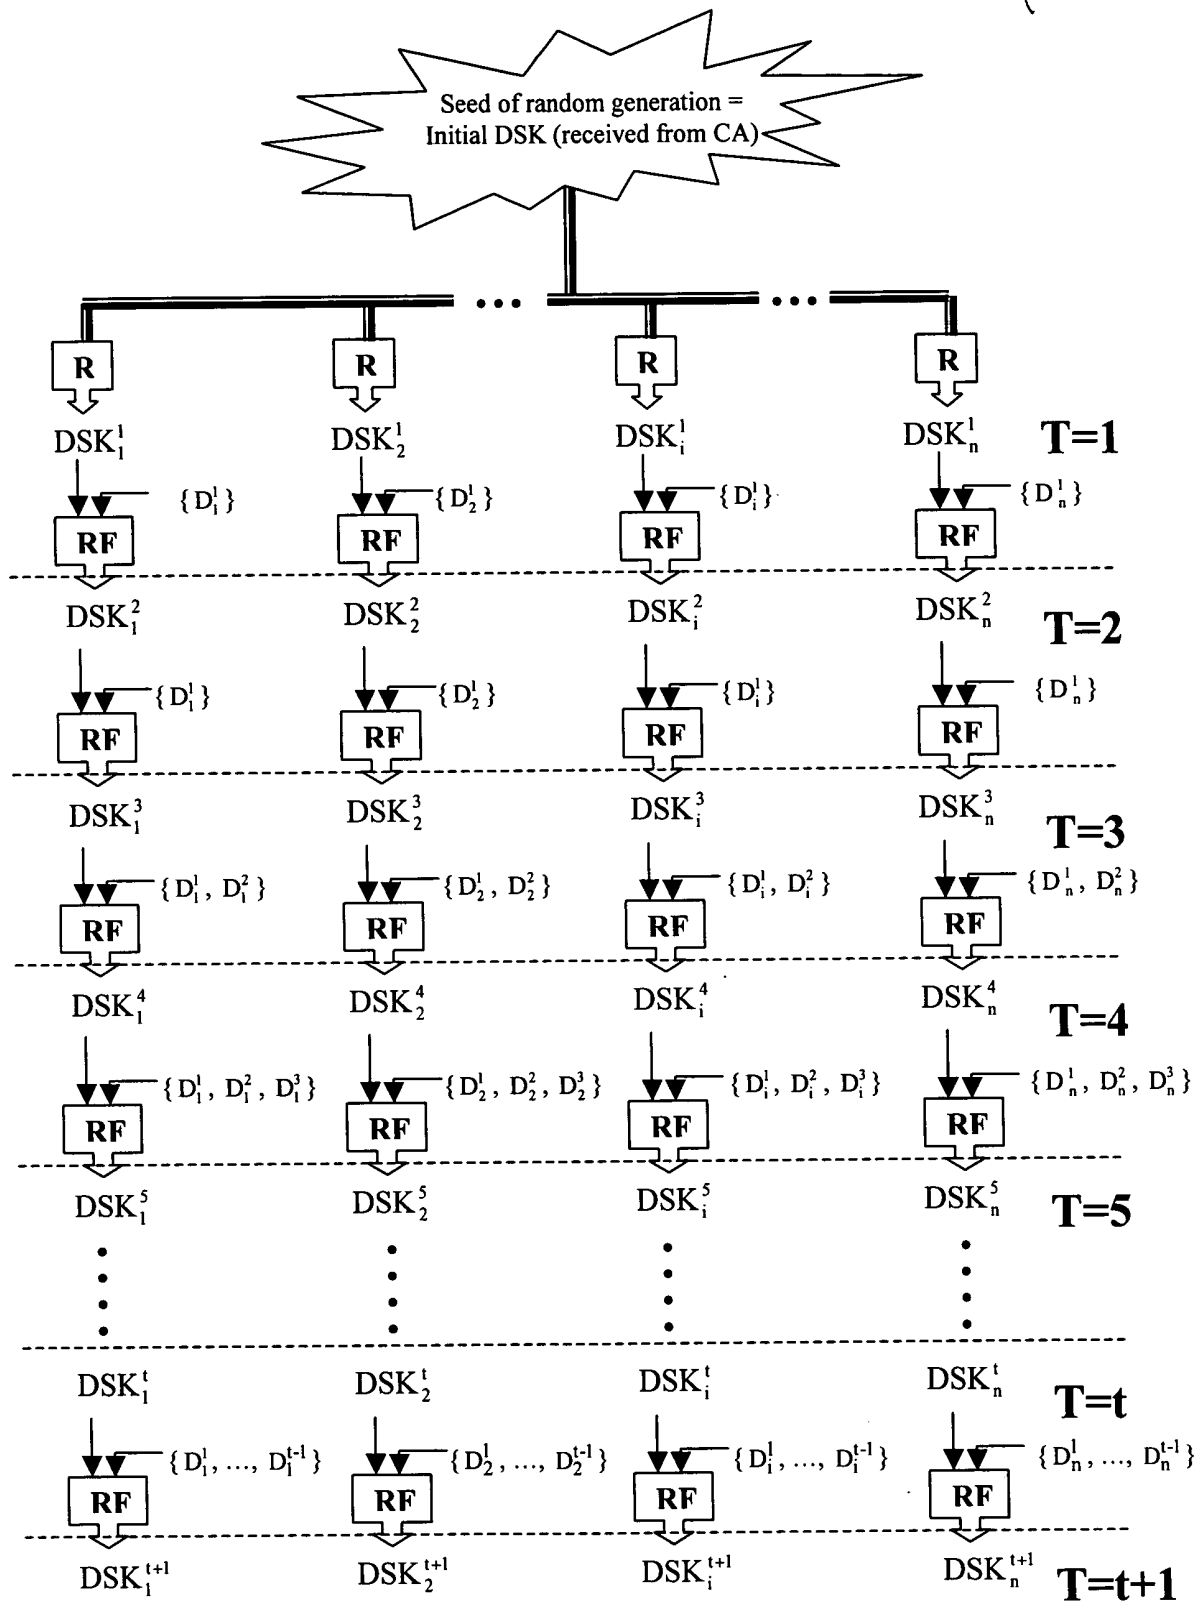 Seed of random generation =
Initial DSK (received from CA)
R R R R
DSK₁¹ DSK₂¹ DSKᵢ¹ DSKₙ¹ T=1
{D₁¹} {D₂¹} {Dᵢ¹} {Dₙ¹}
RF RF RF RF
DSK₁² DSK₂² DSKᵢ² DSKₙ² T=2
{D₁¹} {D₂¹} {Dᵢ¹} {Dₙ¹}
RF RF RF RF
DSK₁³ DSK₂³ DSKᵢ³ DSKₙ³ T=3
{D₁¹, D₁²} {D₂¹, D₂²} {Dᵢ¹, Dᵢ²} {Dₙ¹, Dₙ²}
RF RF RF RF
DSK₁⁴ DSK₂⁴ DSKᵢ⁴ DSKₙ⁴ T=4
{D₁¹, D₁², D₁³} {D₂¹, D₂², D₂³} {Dᵢ¹, Dᵢ², Dᵢ³} {Dₙ¹, Dₙ², Dₙ³}
RF RF RF RF
DSK₁⁵ DSK₂⁵ DSKᵢ⁵ DSKₙ⁵ T=5
DSK₁ᵗ DSK₂ᵗ DSKᵢᵗ DSKₙᵗ T=t
{D₁¹, ..., D₁ᵗ⁻¹} {D₂¹, ..., D₂ᵗ⁻¹} {Dᵢ¹, ..., Dᵢᵗ⁻¹} {Dₙ¹, ..., Dₙᵗ⁻¹}
RF RF RF RF
DSK₁ᵗ⁺¹ DSK₂ᵗ⁺¹ DSKᵢᵗ⁺¹ DSKₙᵗ⁺¹ T=t+1